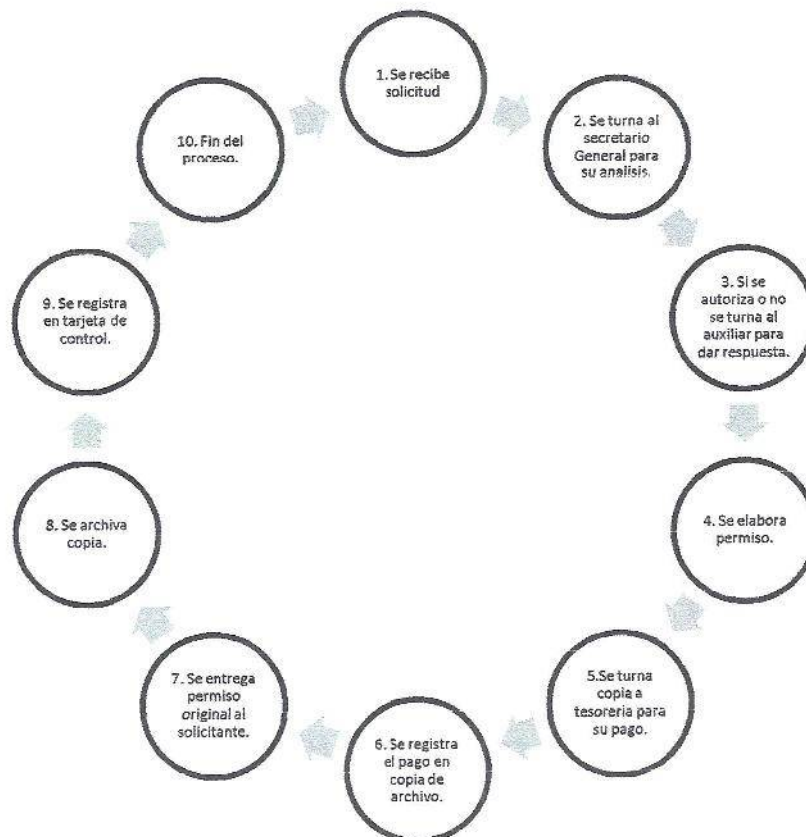 1. Se recibe
solicitud
2. Se turna al
secretario
General para
su analisis.
3. Si se
autoriza o no
se turna al
auxiliar para
dar respuesta.
4. Se elabora
permiso.
5.Se turna
copia a
tesoreria para
su pago.
6. Se registra
el pago en
copia de
archivo.
7. Se entrega
permiso
original al
solicitante.
8. Se archiva
copia.
9. Se registra
en tarjeta de
control.
10. Fin del
proceso.